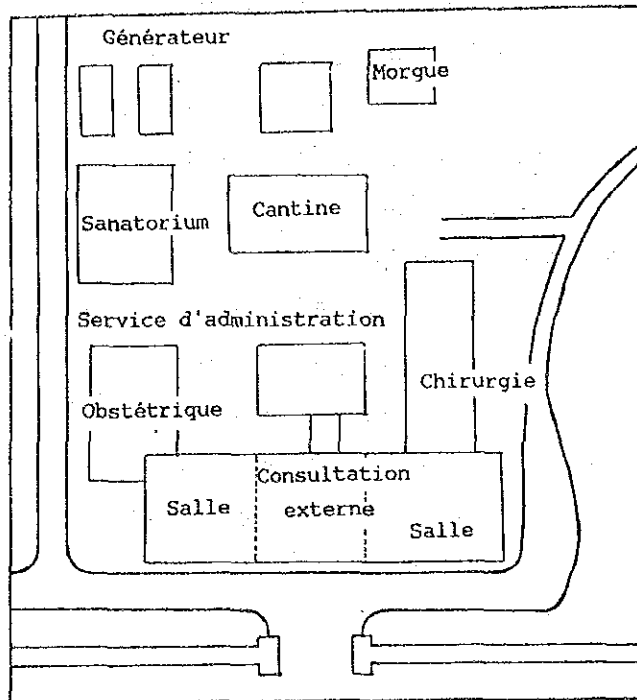 Générateur
Morgue
Sanatorium
Cantine
Service d'administration
Chirurgie
Obstétrique
Consultation
Salle
externe
Salle